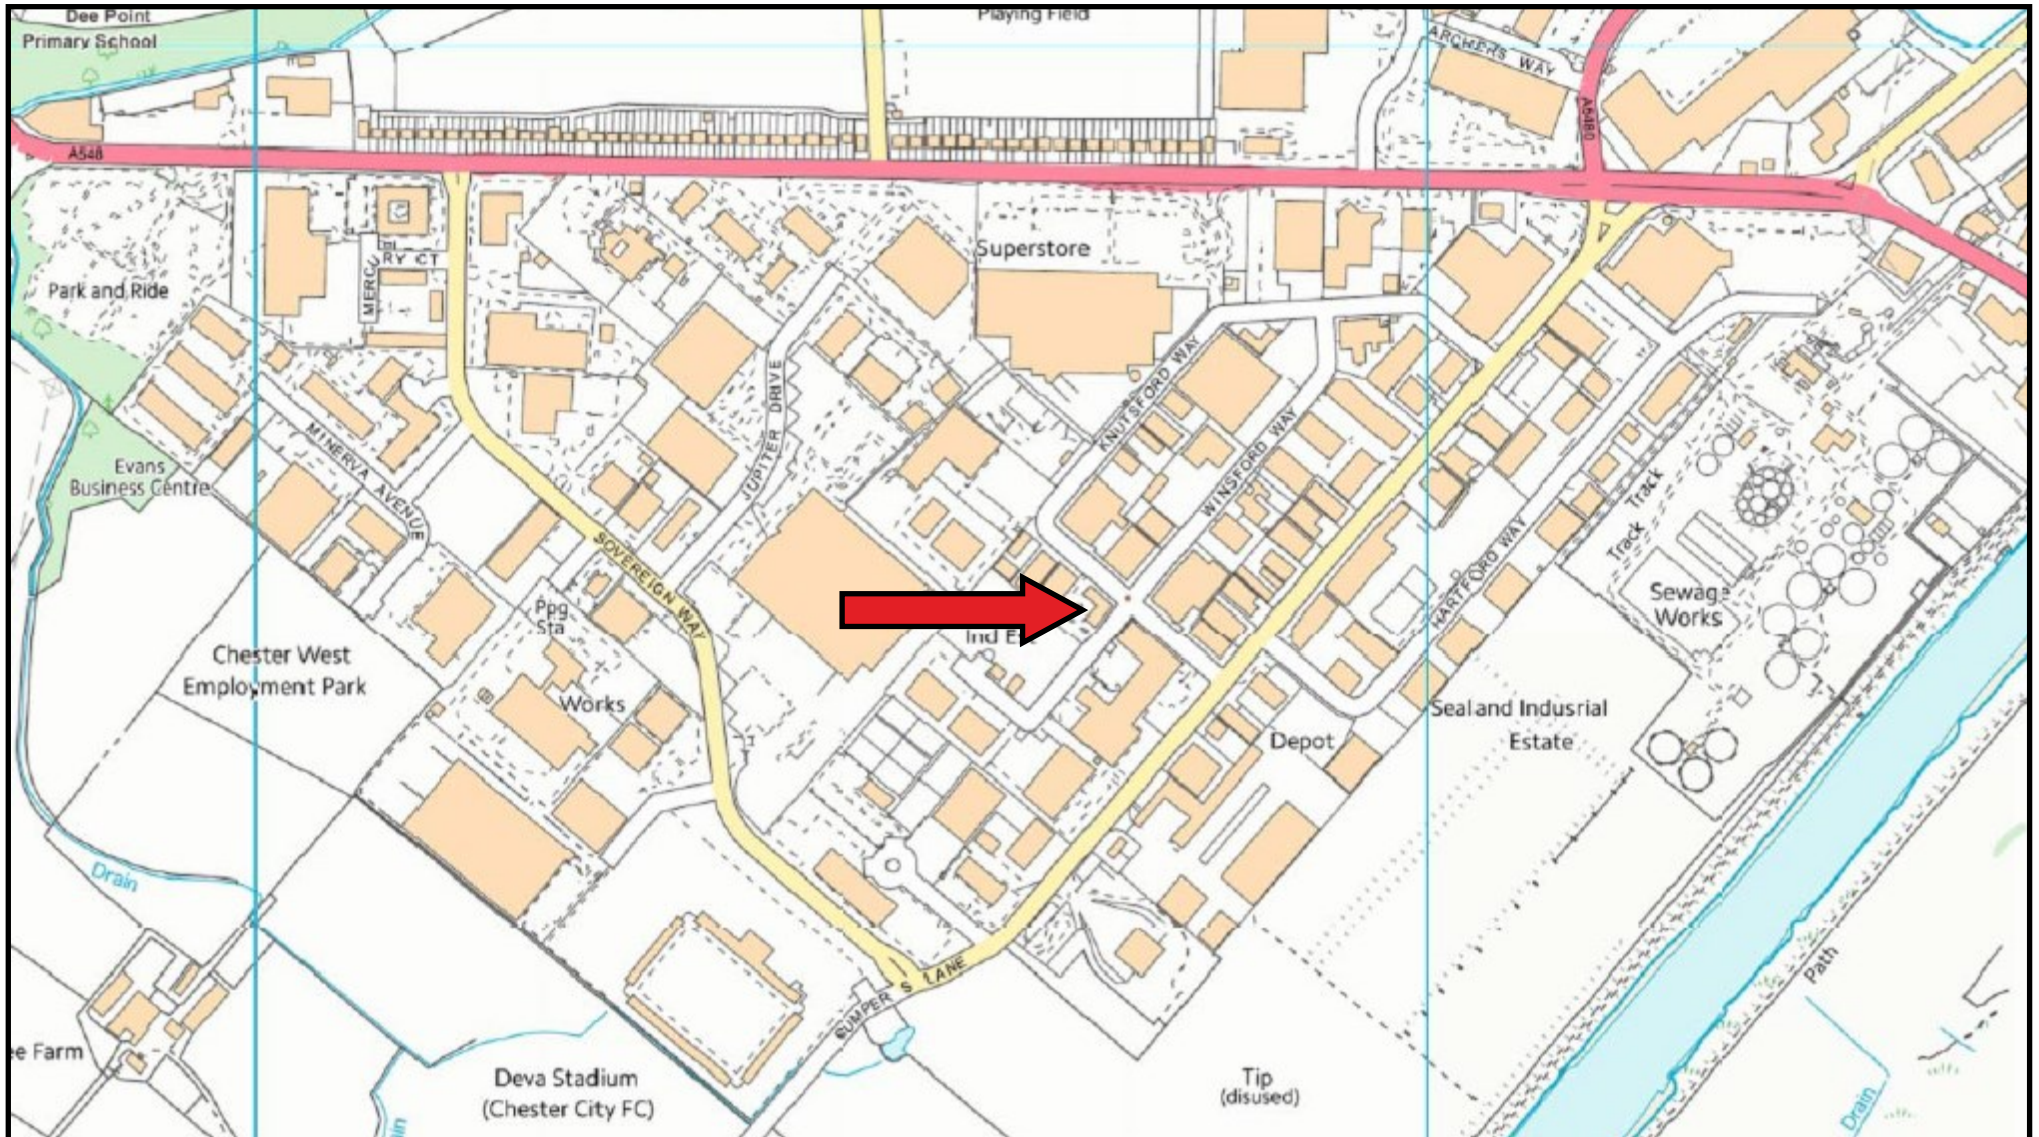 Dee Point
Primary School
Playing Field
ARCHERS WAY
A5480
A548
Superstore
MERCURY CT
Park and Ride
KNUTSFORD WAY
JUPITER DRIVE
WINSFORD WAY
MINERVA AVENUE
Evans
Business Centre
Track
Track
SOVEREIGN WAY
HARTFORD WAY
Ppg
Sta
Sewage
Works
Ind
Chester West
Employment Park
Works
Sealand Indusrial
Estate
Depot
Drain
BUMPER S LANE
Path
Farm
Deva Stadium
(Chester City FC)
Tip
(disused)
Drain